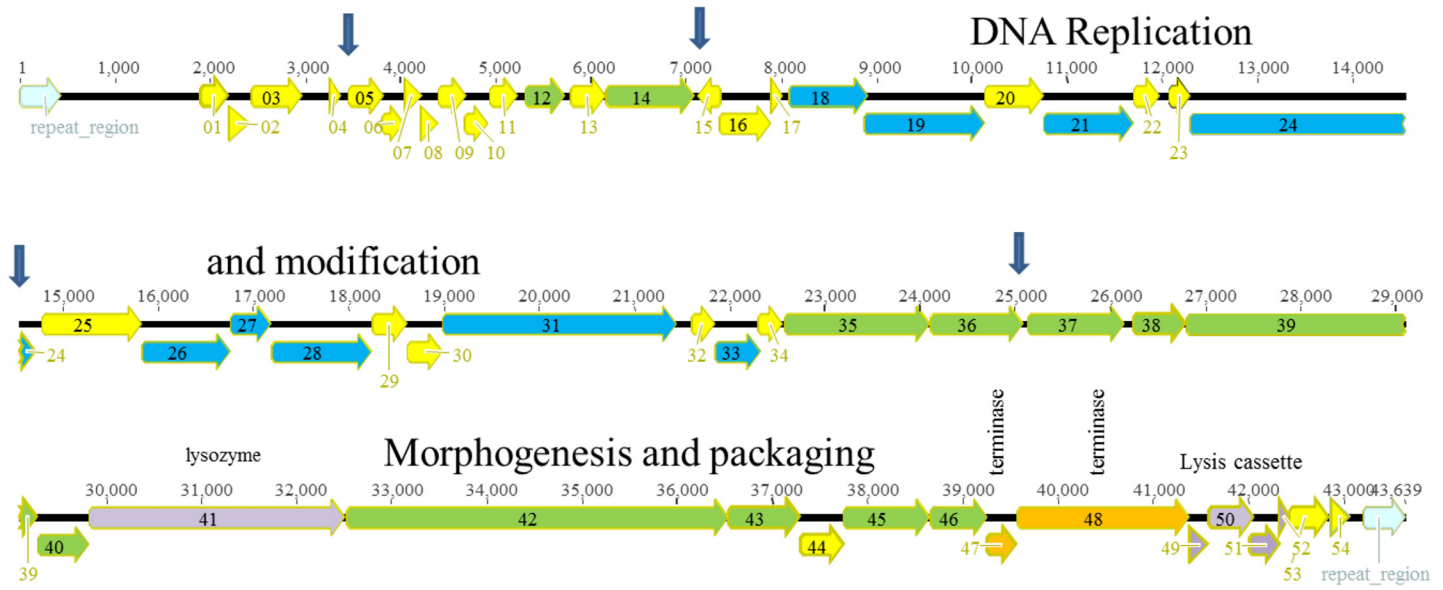 DNA Replication
1 1,000 2,000 3,000 4,000 5,000 6,000 7,000 8,000 9,000 10,000 11,000 12,000 13,000 14,000
03 05 12 14 18 20
repeat_region 01 02 04 06 11 13 15 16 17 19 21 22 24
07 08 09 10 23
and modification
15,000 16,000 17,000 18,000 19,000 20,000 21,000 22,000 23,000 24,000 25,000 26,000 27,000 28,000 29,000
25 27 31 35 36 37 38 39
24 26 28 30 32 33 34
29
terminase terminase
Morphogenesis and packaging
lysozyme Lysis cassette
30,000 31,000 32,000 33,000 34,000 35,000 36,000 37,000 38,000 39,000 40,000 41,000 42,000 43,000 43,639
41 42 43 45 46 48 50
40 44 47 49 51 52 54
39 53 repeat_region